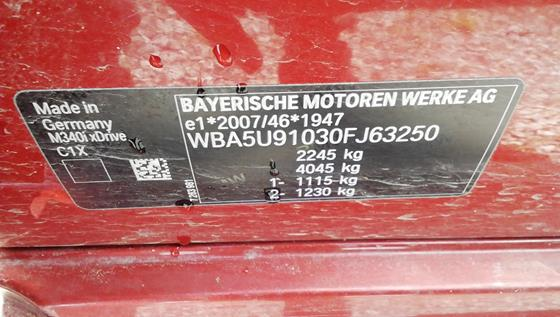 Made in
Germany
M340i xDrive
C1X
BAYERISCHE MOTOREN WERKE AG
e1*2007/46*1947
WBA5U91030FJ63250
2245 kg
4045 kg
1- 1115-kg
2- 1230 kg